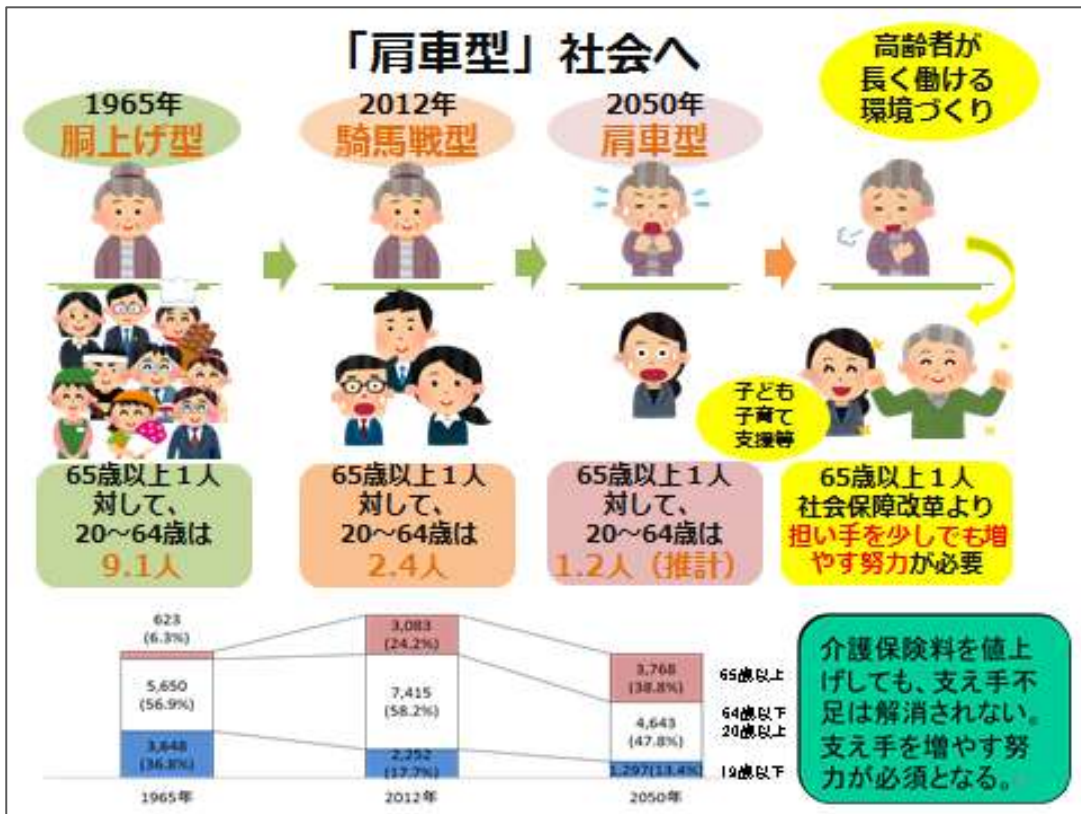 「肩車型」社会へ
高齢者が
長く働ける
環境づくり
1965年
胴上げ型
2012年
騎馬戦型
2050年
肩車型
子ども
子育て
支援等
65歳以上１人
対して、
20～64歳は
9.1人
65歳以上１人
対して、
20～64歳は
2.4人
65歳以上１人
対して、
20～64歳は
1.2人（推計）
65歳以上１人
社会保障改革より
担い手を少しでも増
やす努力が必要
623
(6.3%)
5,650
(56.9%)
3,648
(36.8%)
1965年
3,083
(24.2%)
7,415
(58.2%)
2,252
(17.7%)
2012年
3,768
(38.8%)
4,643
(47.8%)
1,297(13.4%)
2050年
65歳以上
64歳以下
20歳以上
19歳以下
介護保険料を値上
げしても、支え手不
足は解消されない。
支え手を増やす努
力が必須となる。